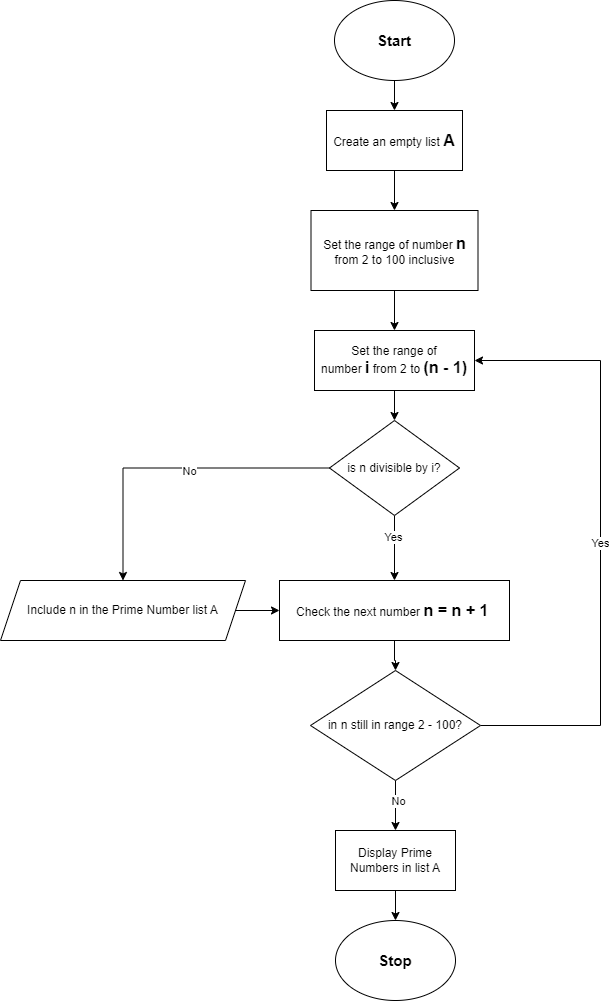 Start
Create an empty list A
Set the range of number n
from 2 to 100 inclusive
Set the range of
number i from 2 to (n - 1)
is n divisible by i?
No
Yes
Yes
Include n in the Prime Number list A
Check the next number n = n + 1
in n still in range 2 - 100?
No
Display Prime
Numbers in list A
Stop